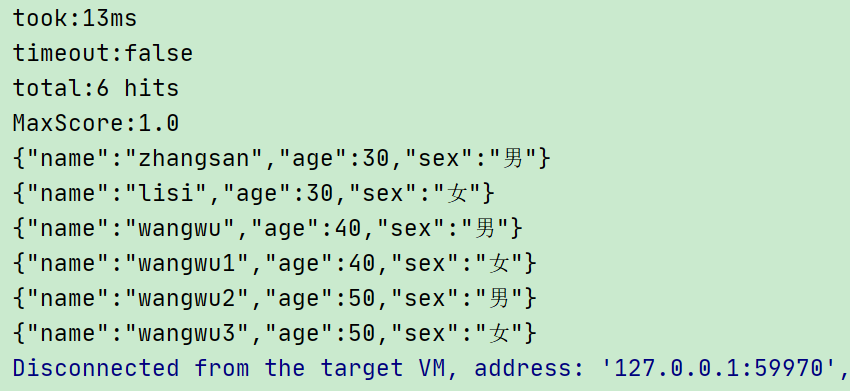 took:13ms
timeout:false
total:6 hits
MaxScore:1.0
{"name":"zhangsan","age":30,"sex":"男"}
{"name":"lisi","age":30,"sex":"女"}
{"name":"wangwu","age":40,"sex":"男"}
{"name":"wangwu1","age":40,"sex":"女"}
{"name":"wangwu2","age":50,"sex":"男"}
{"name":"wangwu3","age":50,"sex":"女"}
Disconnected from the target VM, address: '127.0.0.1:59970',